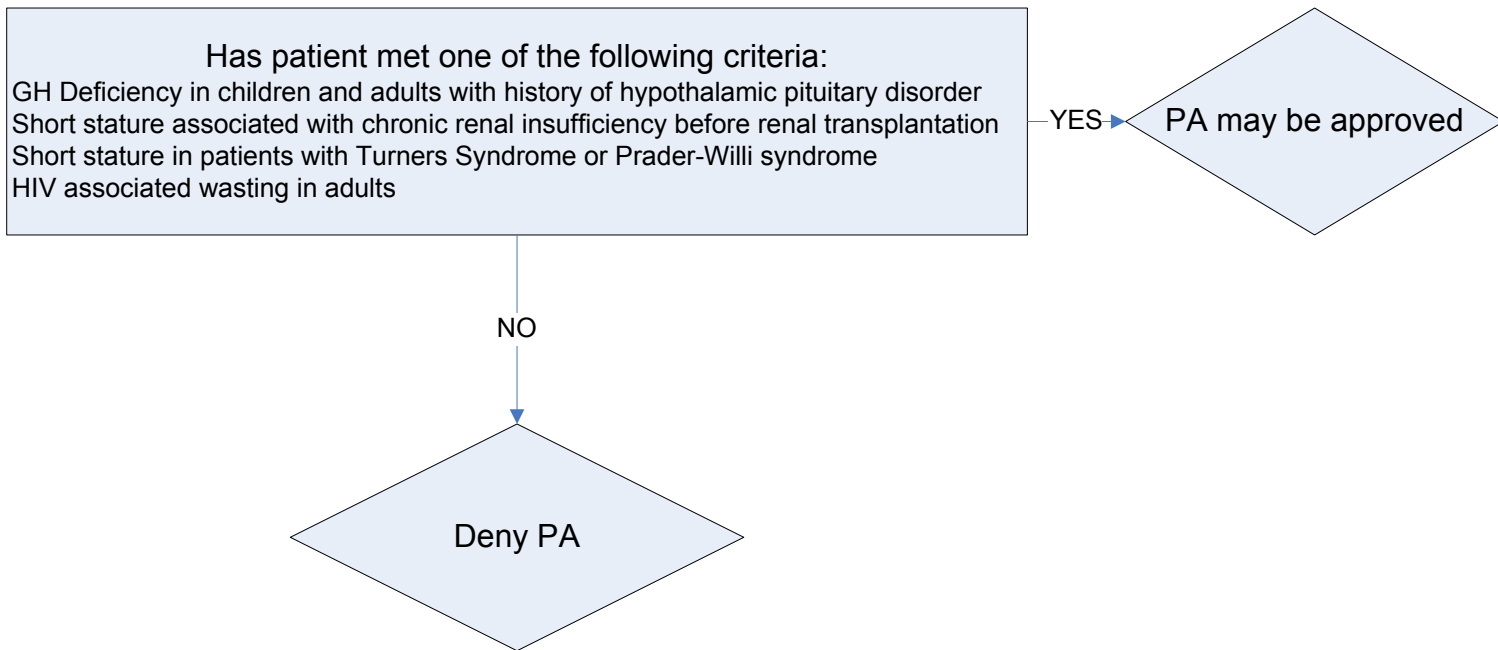 Has patient met one of the following criteria:
GH Deficiency in children and adults with history of hypothalamic pituitary disorder
Short stature associated with chronic renal insufficiency before renal transplantation
Short stature in patients with Turners Syndrome or Prader-Willi syndrome
HIV associated wasting in adults
YES
PA may be approved
NO
Deny PA